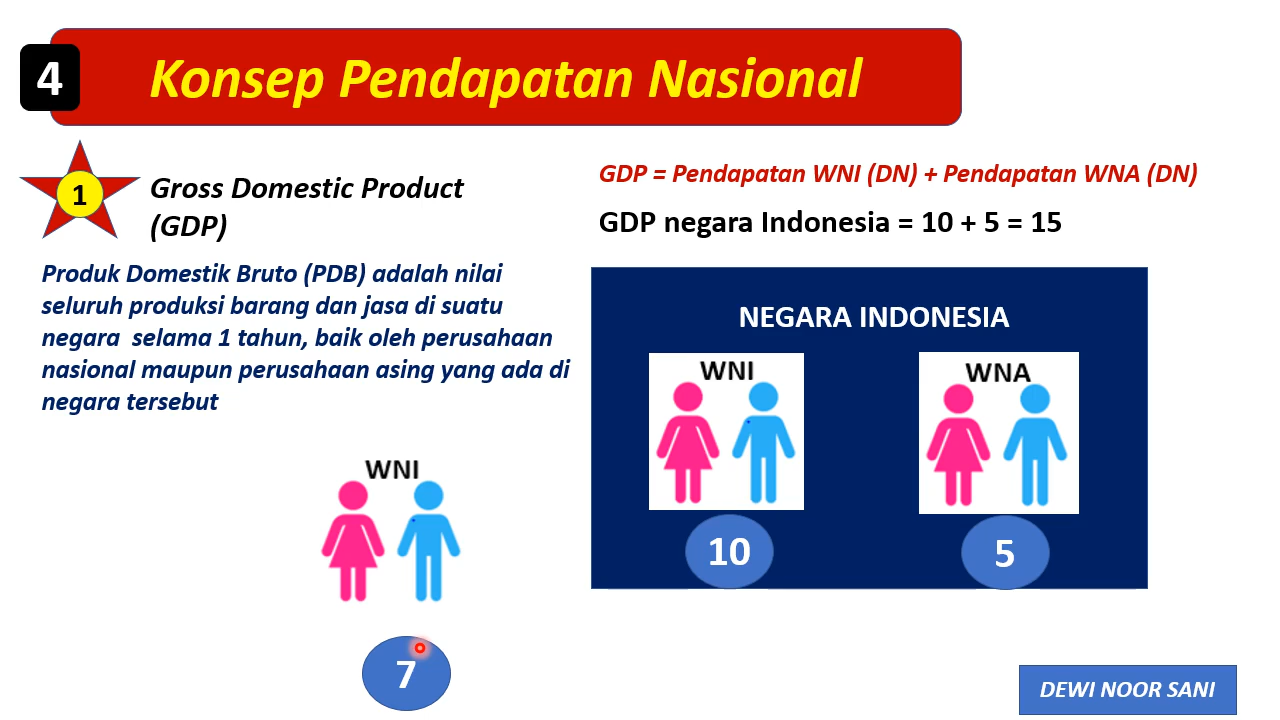 4
Konsep Pendapatan Nasional
1
Gross Domestic Product
(GDP)
Produk Domestik Bruto (PDB) adalah nilai
seluruh produksi barang dan jasa di suatu
negara selama 1 tahun, baik oleh perusahaan
nasional maupun perusahaan asing yang ada di
negara tersebut
WNI
7
GDP = Pendapatan WNI (DN) + Pendapatan WNA (DN)
GDP negara Indonesia = 10 + 5 = 15
NEGARA INDONESIA
WNI
WNA
10
5
DEWI NOOR SANI